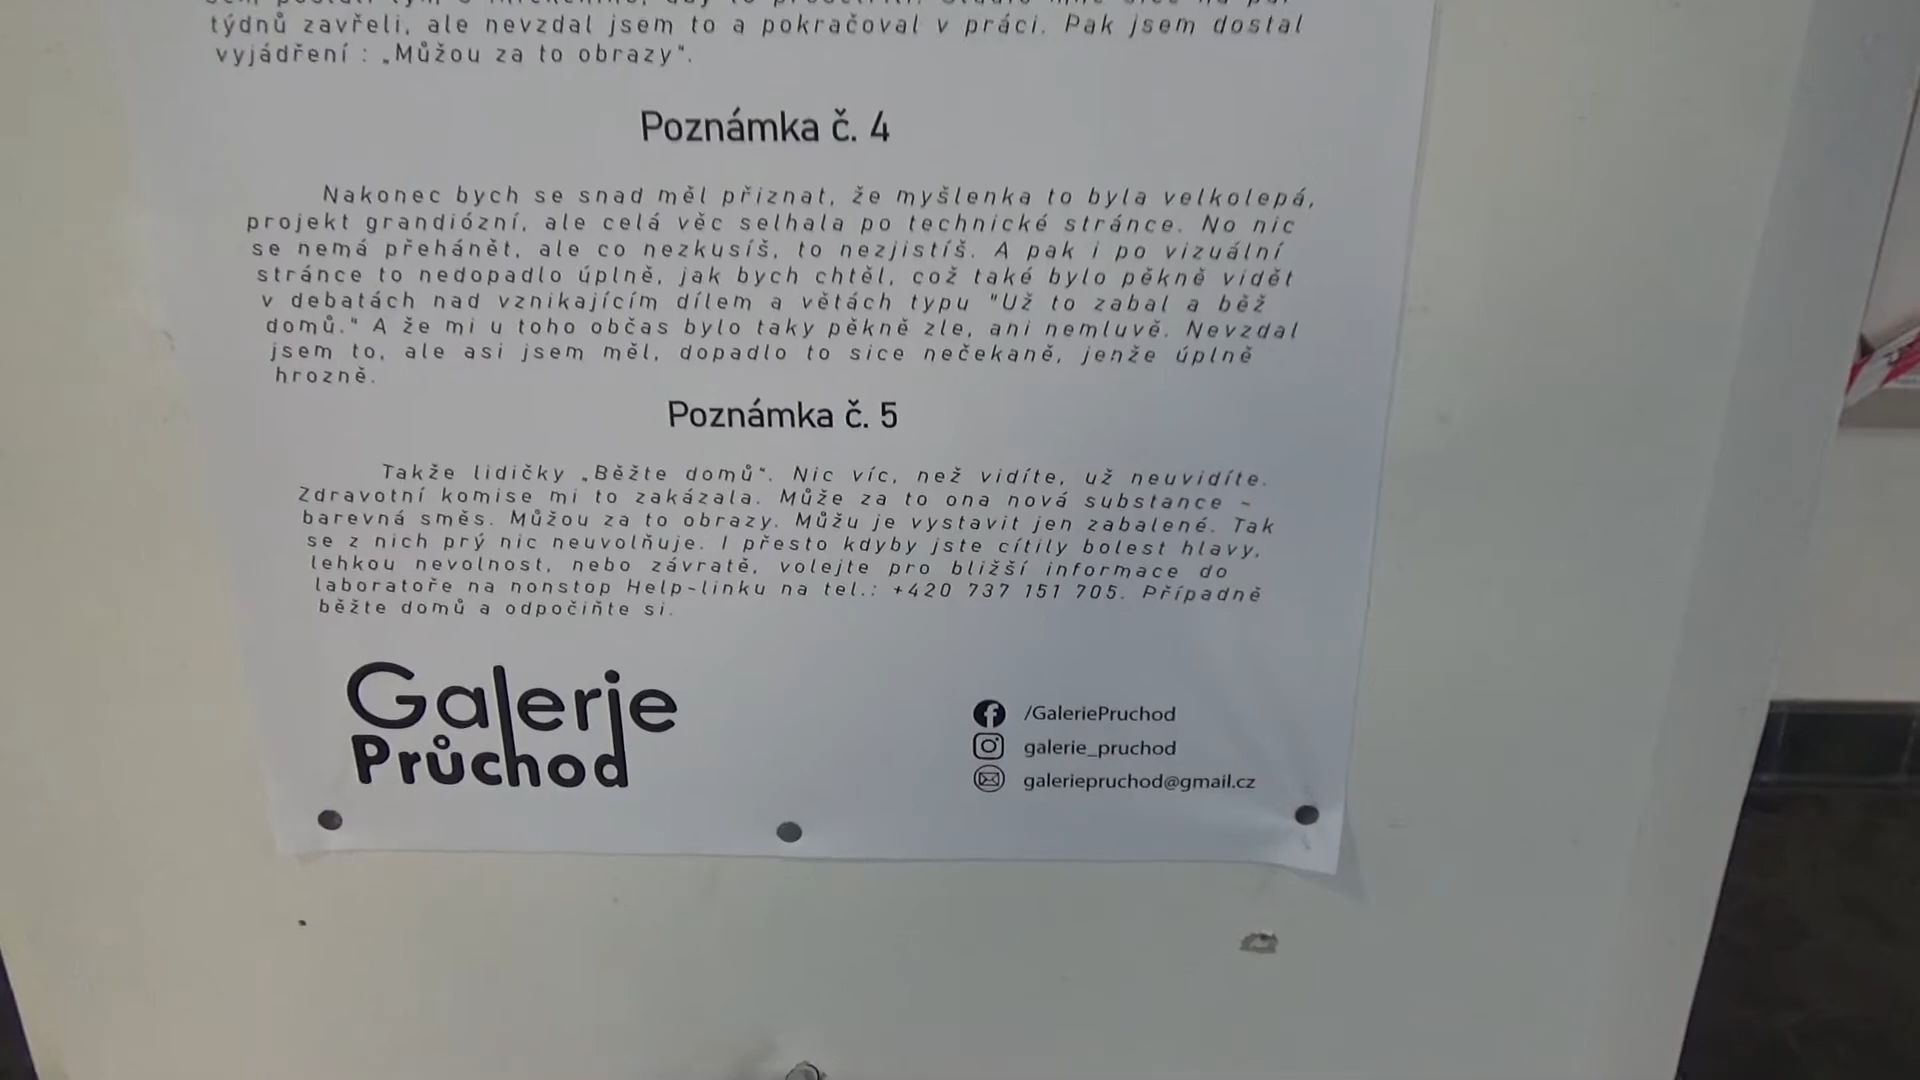 týdnů zavřeli, ale nevzdal jsem to a pokračoval v práci. Pak jsem dostal
vyjádření : „Můžou za to obrazy".
Poznámka č. 4
Nakonec bych se snad měl přiznat, že myšlenka to byla velkolepá,
projekt grandiózní, ale celá věc selhala po technické stránce. No nic
se nemá přehánět, ale co nezkusíš, to nezjistíš. A pak i po vizuální
stránce to nedopadlo úplně, jak bych chtěl, což také bylo pěkně vidět
v debatách nad vznikajícím dílem a větách typu "Už to zabal a běž
domů." A že mi u toho občas bylo taky pěkně zle, ani nemluvě. Nevzdal
jsem to, ale asi jsem měl, dopadlo to sice nečekaně, jenže úplně
hrozně.
Poznámka č. 5
Takže lidičky „Běžte domů". Nic víc, než vidíte, už neuvidíte.
Zdravotní komise mi to zakázala. Může za to ona nová substance –
barevná směs. Můžou za to obrazy. Můžu je vystavit jen zabalené. Tak
se z nich prý nic neuvolňuje. I přesto kdyby jste cítily bolest hlavy,
lehkou nevolnost, nebo závratě, volejte pro bližší informace do
laboratoře na nonstop Help-linku na tel.: +420 737 151 705. Případně
běžte domů a odpočiňte si.
Galerie
Průchod
/GaleriePruchod
galerie_pruchod
galeriepruchod@gmail.cz